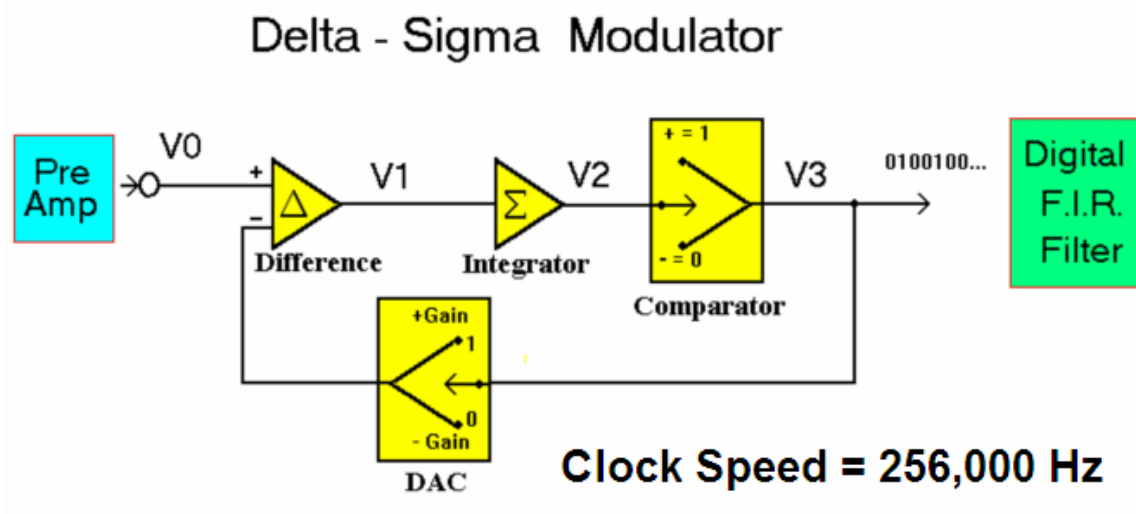 Delta - Sigma Modulator
Pre
Amp
V0
+
-
Δ
Difference
V1
Σ
Integrator
V2
+ = 1
- = 0
Comparator
V3
0100100...
Digital
F.I.R.
Filter
+Gain
1
0
- Gain
DAC
Clock Speed = 256,000 Hz